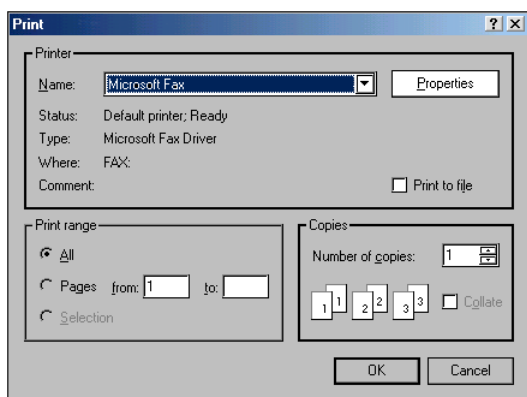 Print
Printer
Name: Microsoft Fax Properties
Status: Default printer; Ready
Type: Microsoft Fax Driver
Where: FAX:
Comment: Print to file
Print range
All
Pages from: 1 to:
Selection
Copies
Number of copies: 1
1 1 2 2 3 3 Collate
OK Cancel